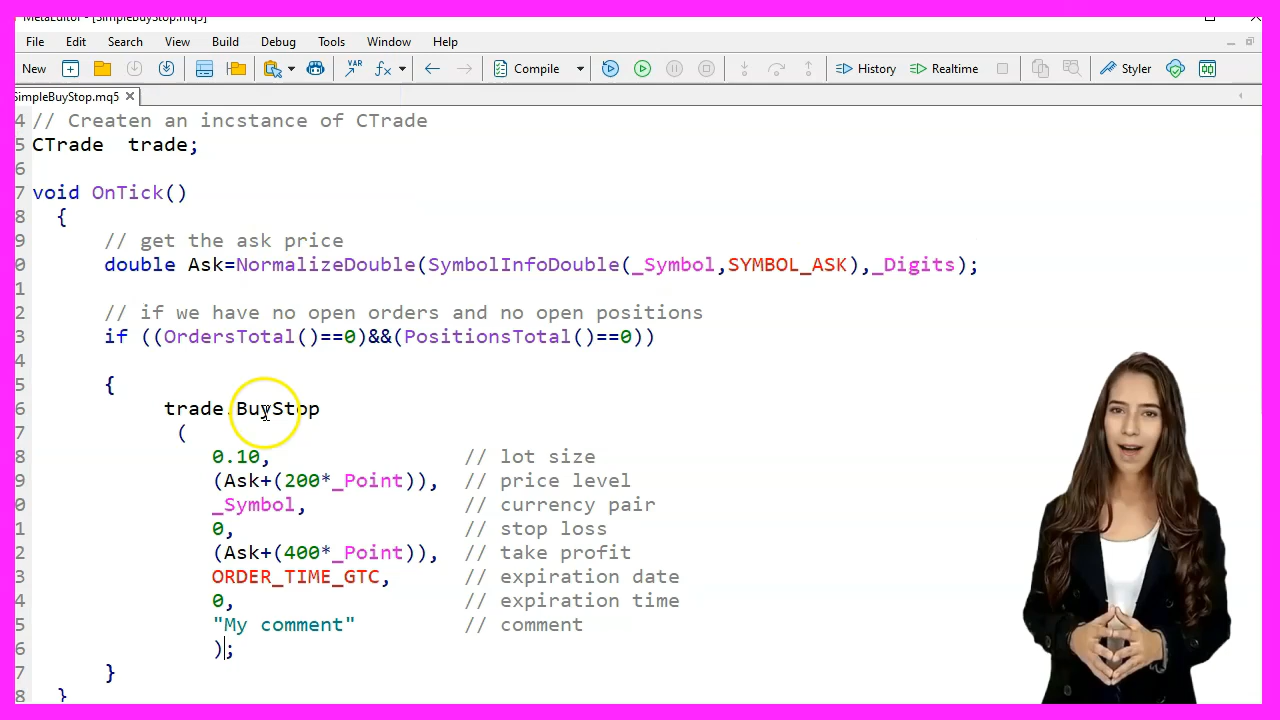 MetaEditor - [SimpleBuyStop.mq5]
File Edit Search View Build Debug Tools Window Help
New VAR fx Compile History Realtime Styler
SimpleBuyStop.mq5
4 // Createn an incstance of CTrade
5 CTrade  trade;
6
7 void OnTick()
8 {
9 // get the ask price
0 double Ask=NormalizeDouble(SymbolInfoDouble(_Symbol,SYMBOL_ASK),_Digits);
1
2 // if we have no open orders and no open positions
3 if ((OrdersTotal()==0)&&(PositionsTotal()==0))
4
5 {
6 trade.BuyStop
7 (
8 0.10, // lot size
9 (Ask+(200*_Point)), // price level
0 _Symbol, // currency pair
1 0, // stop loss
2 (Ask+(400*_Point)), // take profit
3 ORDER_TIME_GTC, // expiration date
4 0, // expiration time
5 "My comment" // comment
6 );
7 }
8 }